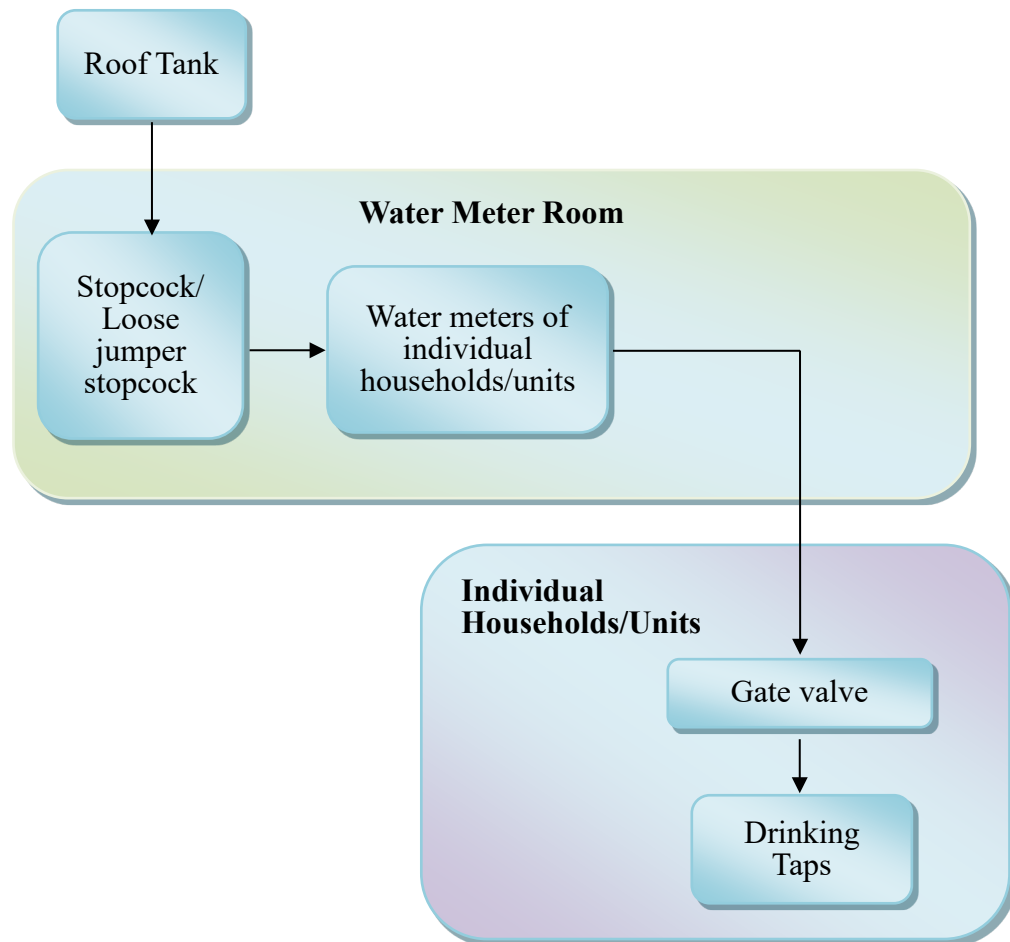 Roof Tank
Water Meter Room
Stopcock/
Loose
jumper
stopcock
Water meters of
individual
households/units
Individual
Households/Units
Gate valve
Drinking
Taps